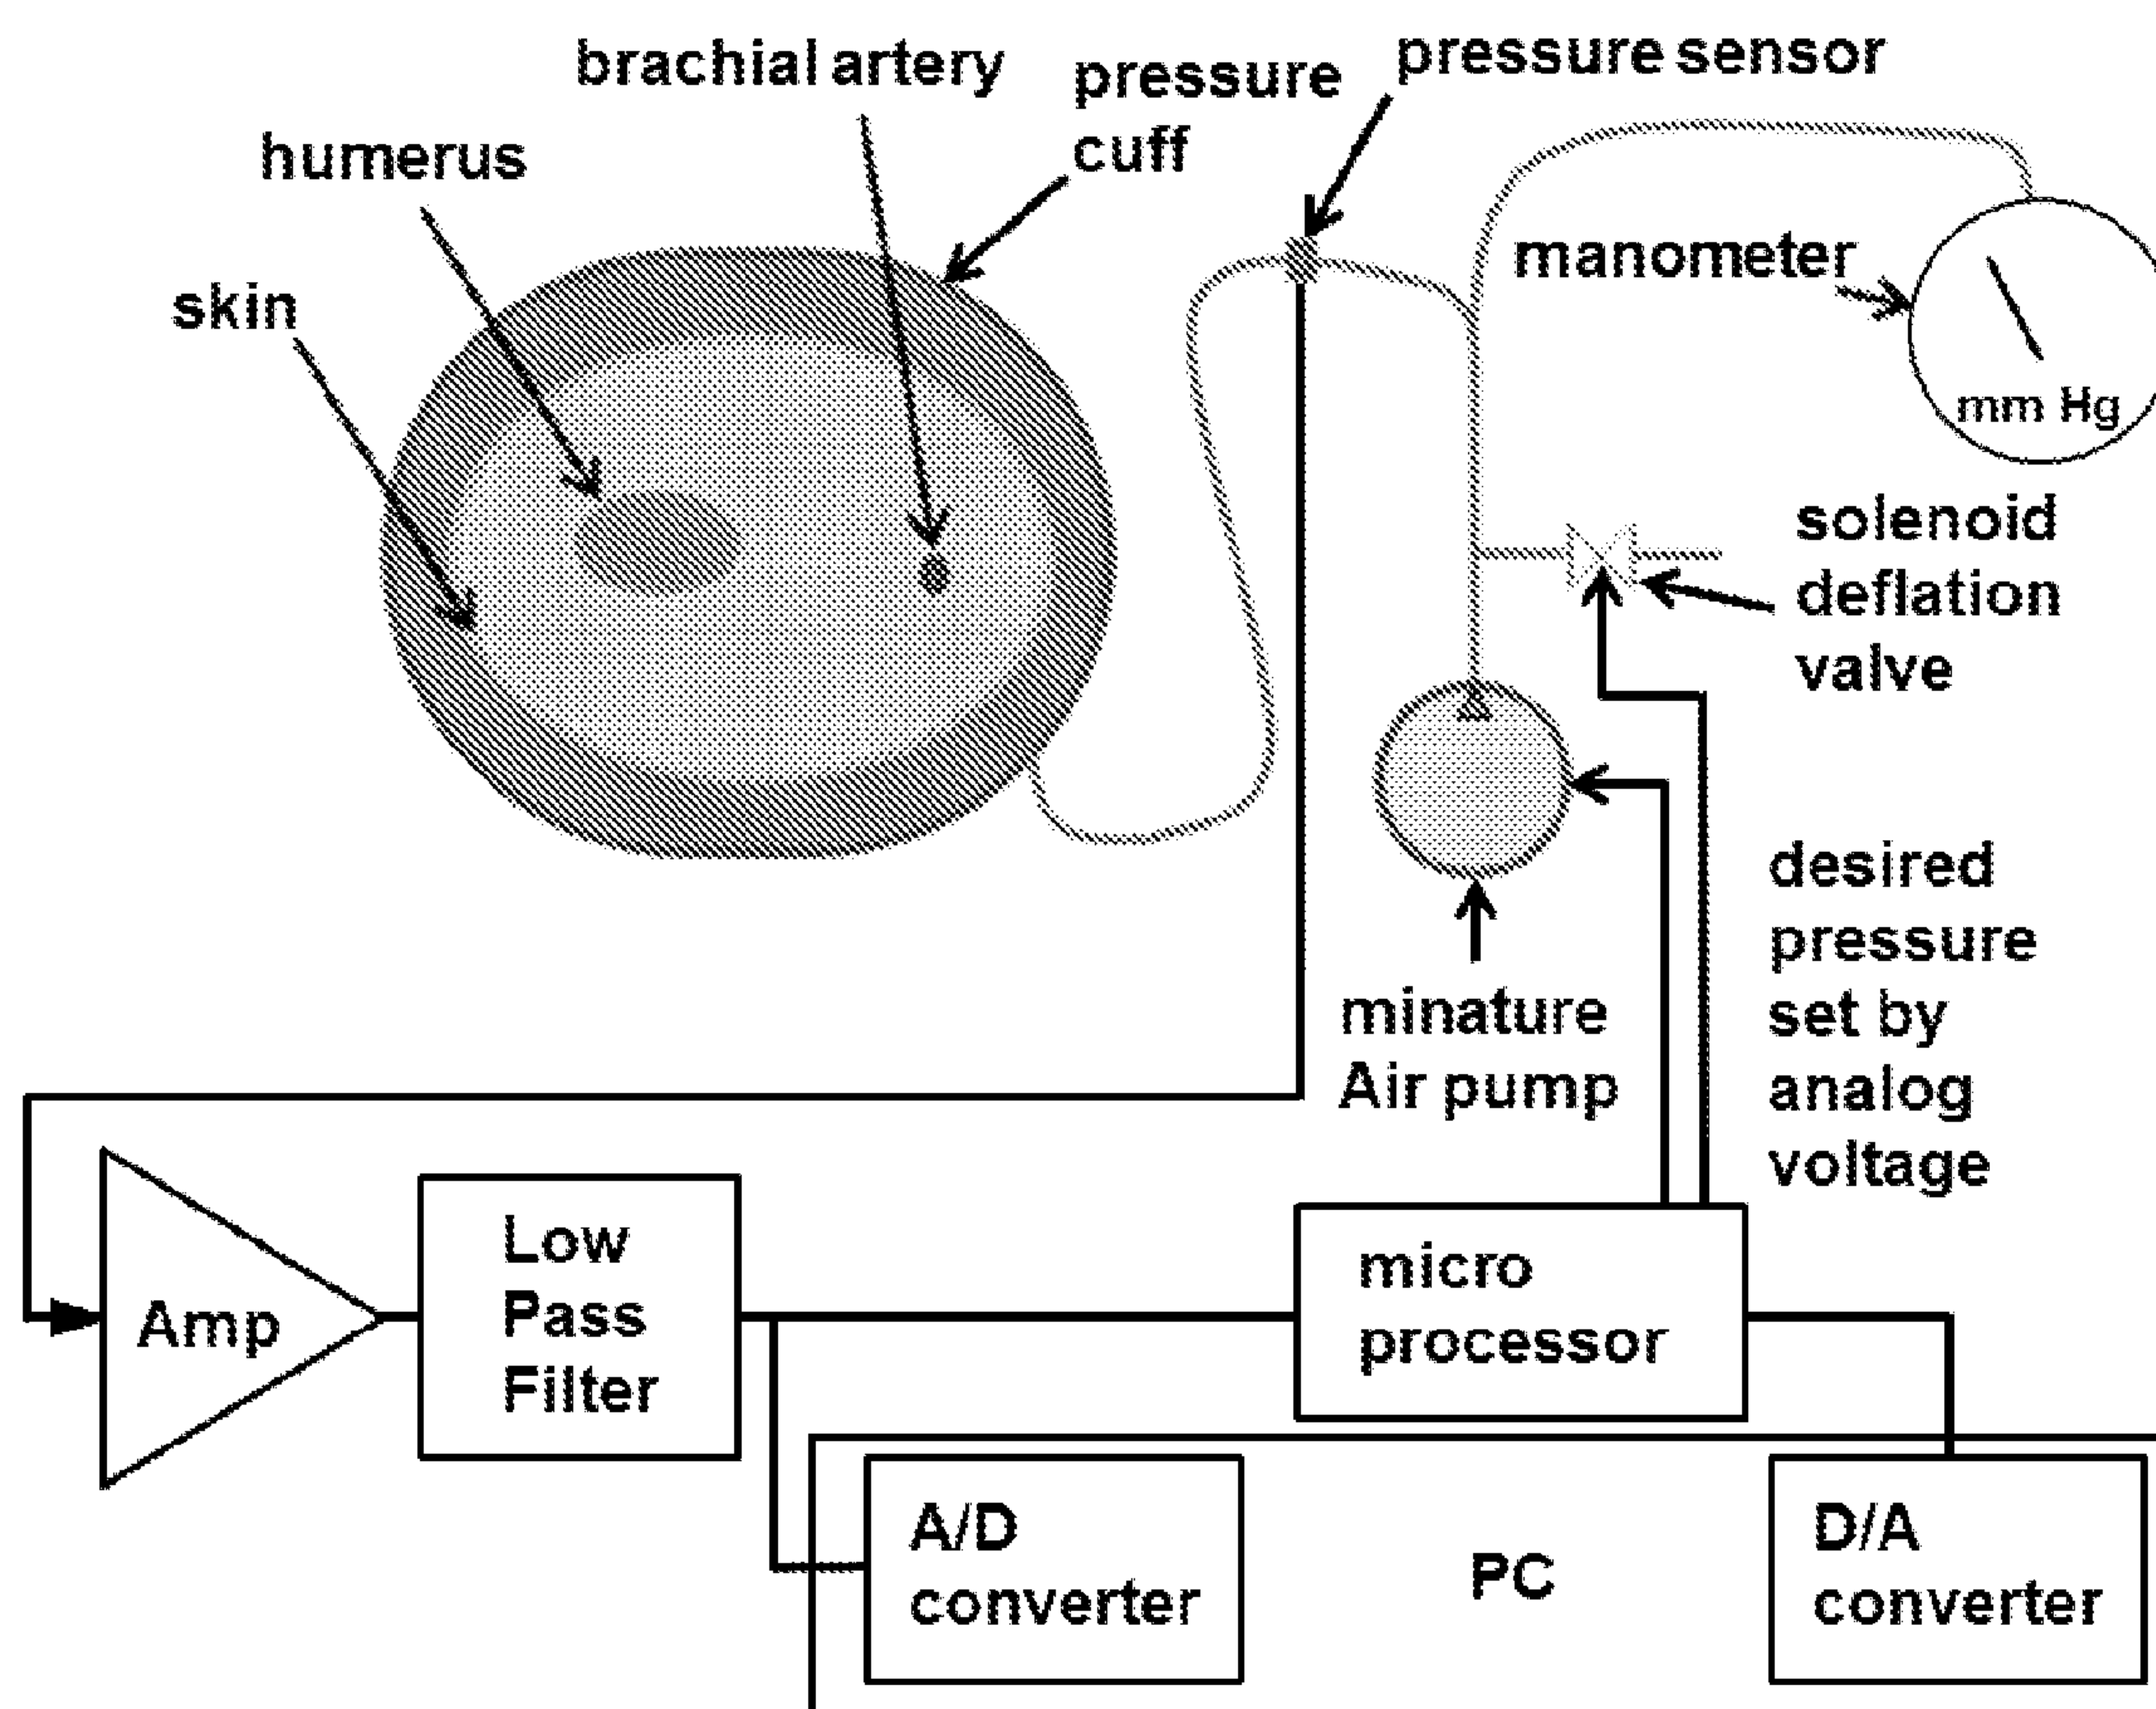 brachial artery
pressure
cuff
pressure sensor
humerus
skin
manometer
mm Hg
solenoid
deflation
valve
desired
pressure
set by
analog
voltage
minature
Air pump
Amp
Low
Pass
Filter
micro
processor
A/D
converter
PC
D/A
converter